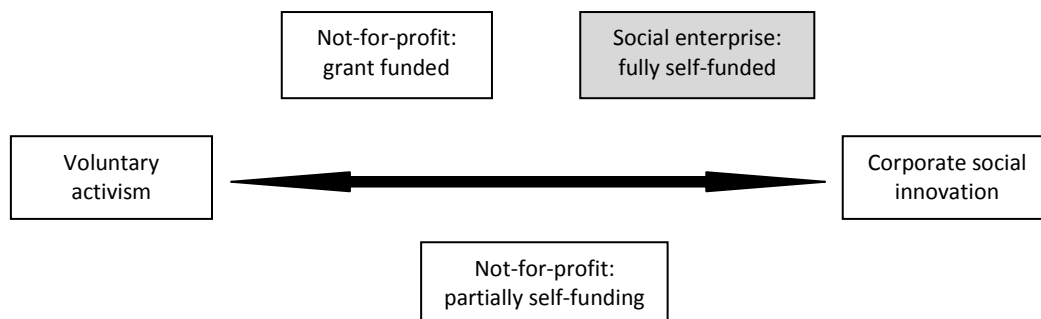 Not-for-profit:
grant funded
Social enterprise:
fully self-funded
Voluntary
activism
Corporate social
innovation
Not-for-profit:
partially self-funding